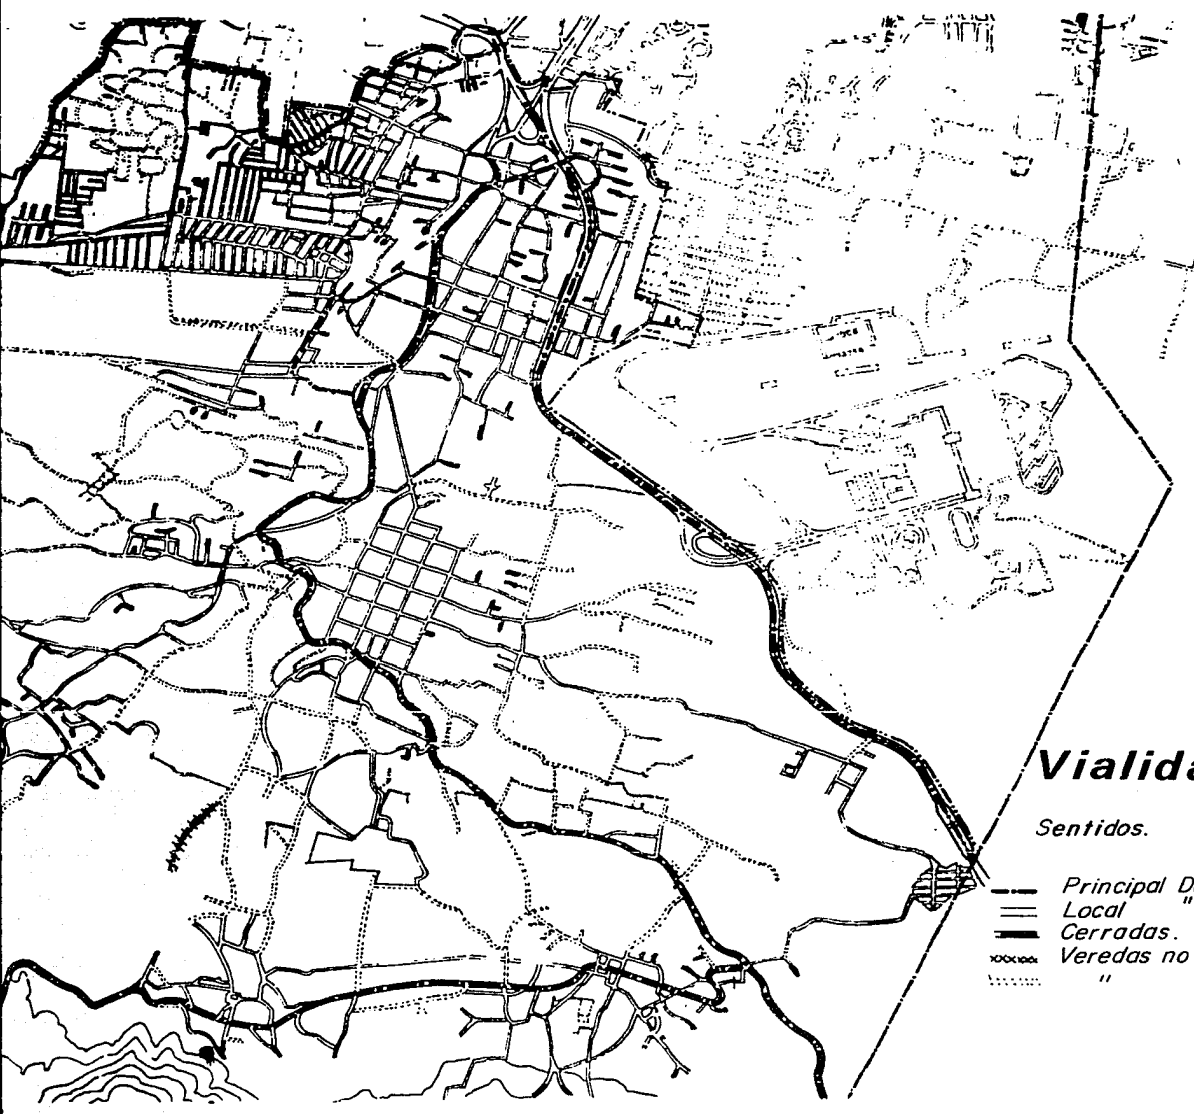 Vialida
Sentidos.
Principal D.
Local "
Cerradas.
Veredas no
"